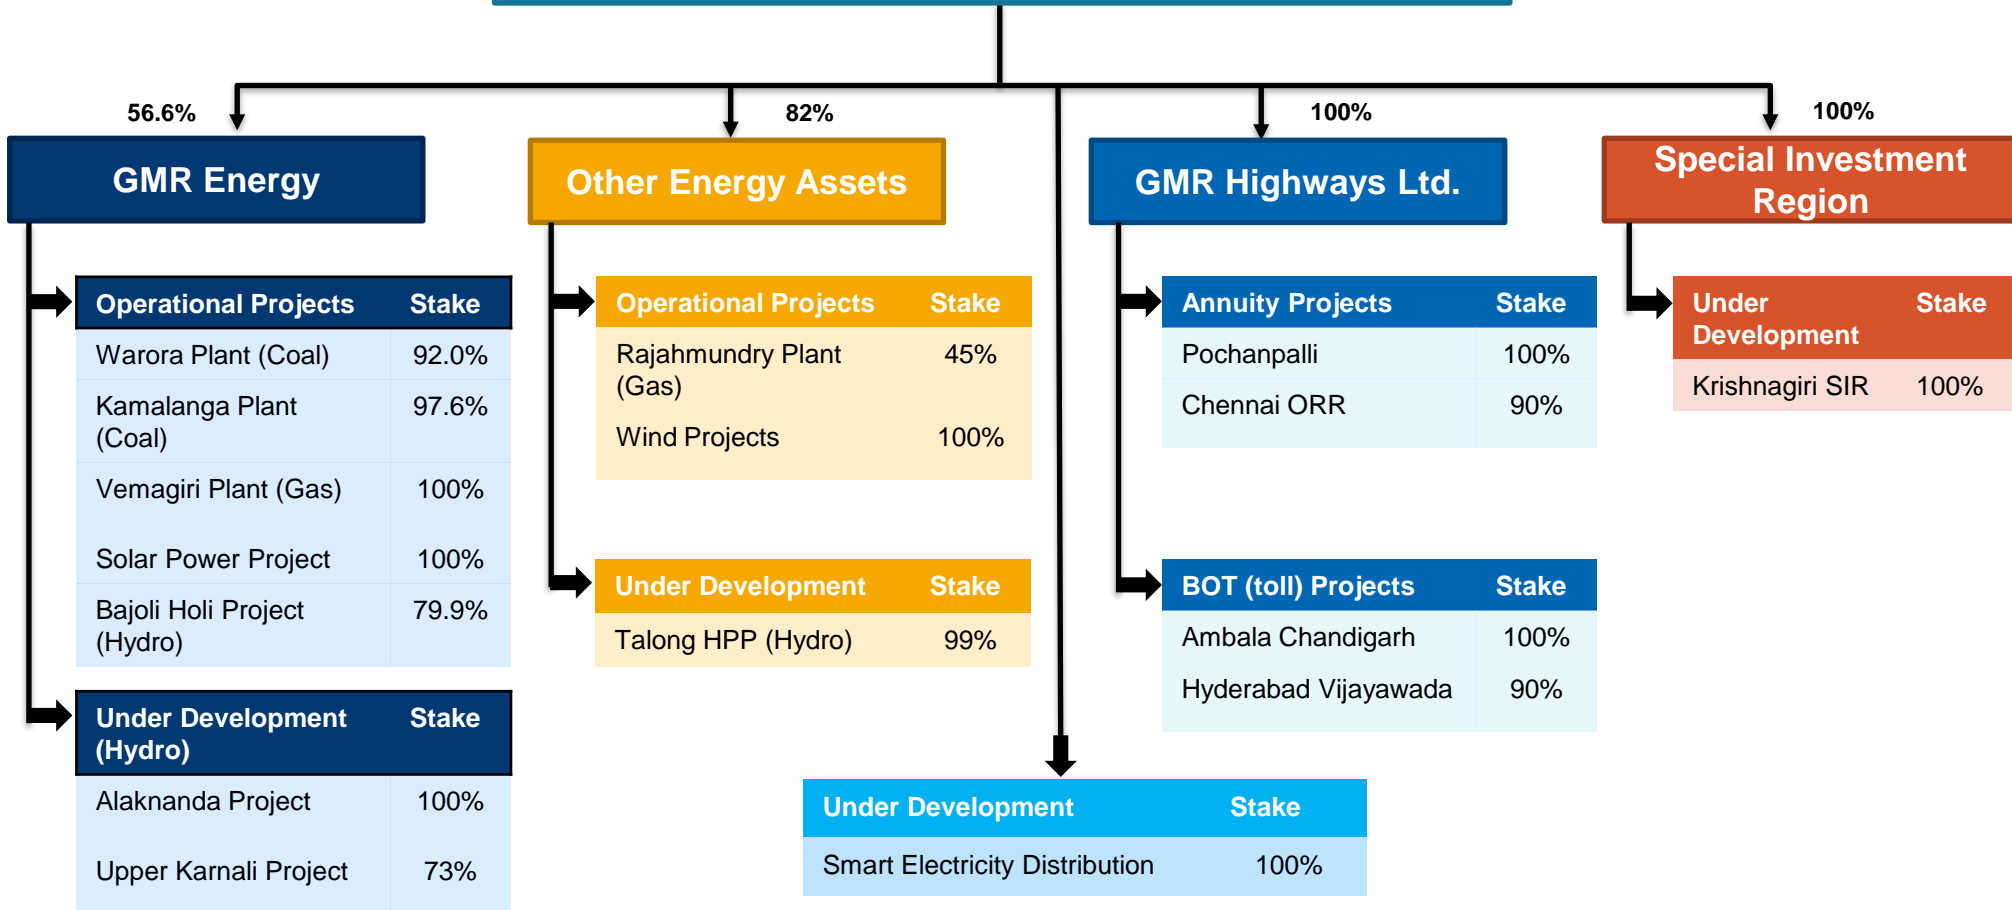 56.6%
82%
100%
100%
GMR Energy
Other Energy Assets
GMR Highways Ltd.
Special Investment
Region
Operational Projects Stake
Warora Plant (Coal) 92.0%
Kamalanga Plant 97.6%
(Coal)
Vemagiri Plant (Gas) 100%
Solar Power Project 100%
Bajoli Holi Project 79.9%
(Hydro)
Under Development Stake
(Hydro)
Alaknanda Project 100%
Upper Karnali Project 73%
Operational Projects Stake
Rajahmundry Plant 45%
(Gas)
Wind Projects 100%
Under Development Stake
Talong HPP (Hydro) 99%
Annuity Projects Stake
Pochanpalli 100%
Chennai ORR 90%
BOT (toll) Projects Stake
Ambala Chandigarh 100%
Hyderabad Vijayawada 90%
Under Stake
Development
Krishnagiri SIR 100%
Under Development Stake
Smart Electricity Distribution 100%